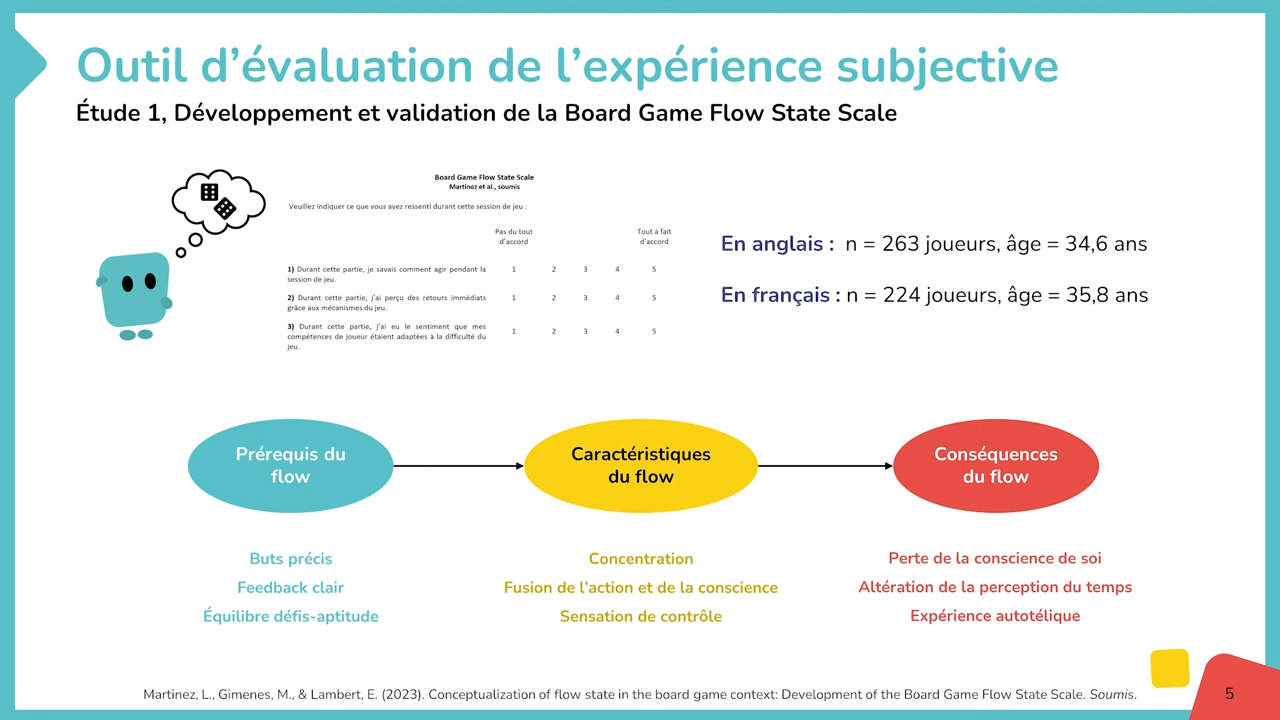 Outil d’évaluation de l’expérience subjective
Étude 1, Développement et validation de la Board Game Flow State Scale
Board Game Flow State Scale
Martinez et al., soumis
Veuillez indiquer ce que vous avez ressenti durant cette session de jeu :
Pas du tout d’accord
Tout à fait d’accord
1) Durant cette partie, je savais comment agir pendant la
session de jeu.
1 2 3 4 5
2) Durant cette partie, j’ai perçu des retours immédiats
grâce aux mécanismes du jeu.
1 2 3 4 5
3) Durant cette partie, j’ai eu le sentiment que mes
compétences de joueur étaient adaptées à la difficulté du
jeu.
1 2 3 4 5
En anglais : n = 263 joueurs, âge = 34,6 ans
En français : n = 224 joueurs, âge = 35,8 ans
Prérequis du
flow
Caractéristiques
du flow
Conséquences
du flow
Buts précis
Feedback clair
Équilibre défis-aptitude
Concentration
Fusion de l’action et de la conscience
Sensation de contrôle
Perte de la conscience de soi
Altération de la perception du temps
Expérience autotélique
Martinez, L., Gimenes, M., & Lambert, E. (2023). Conceptualization of flow state in the board game context: Development of the Board Game Flow State Scale. Soumis.
5